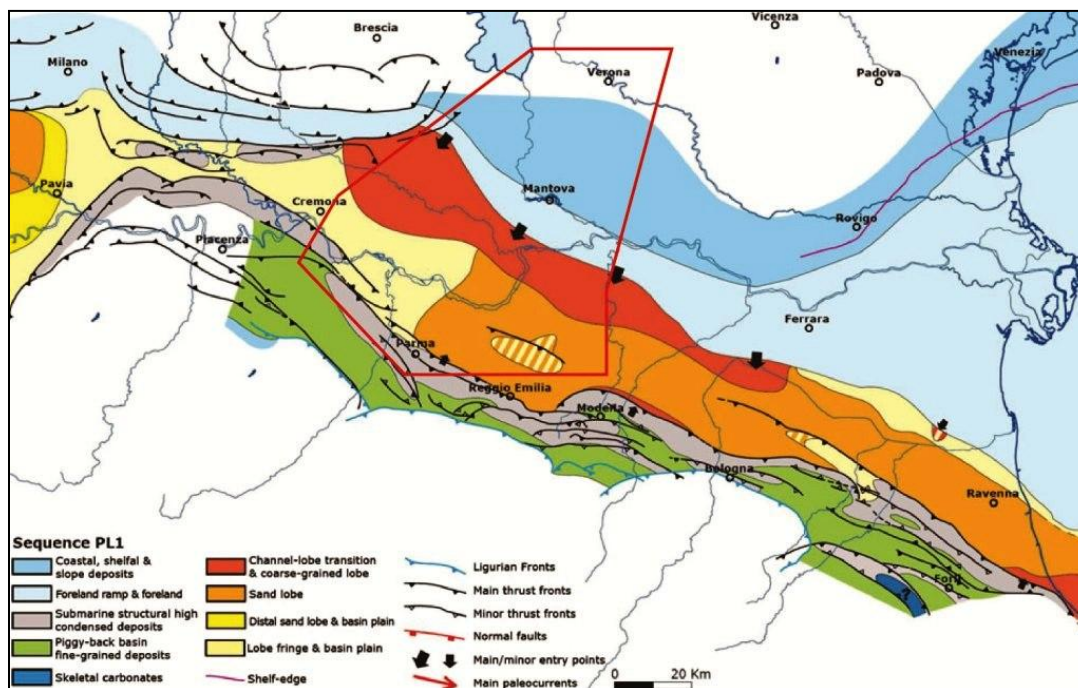 Brescia
Vicenza
Venezia
Milano
Verona
Padova
Pavia
Mantova
Cremona
Rovigo
Piacenza
Ferrara
Parma
Reggio Emilia
Modena
Bologna
Ravenna
Forlì
?
Sequence PL1
Coastal, shelfal &
slope deposits
Foreland ramp & foreland
Submarine structural high
condensed deposits
Piggy-back basin
fine-grained deposits
Skeletal carbonates
Channel-lobe transition
& coarse-grained lobe
Sand lobe
Distal sand lobe & basin plain
Lobe fringe & basin plain
Shelf-edge
Ligurian Fronts
Main thrust fronts
Minor thrust fronts
Normal faults
Main/minor entry points
Main paleocurrents
0 20 Km